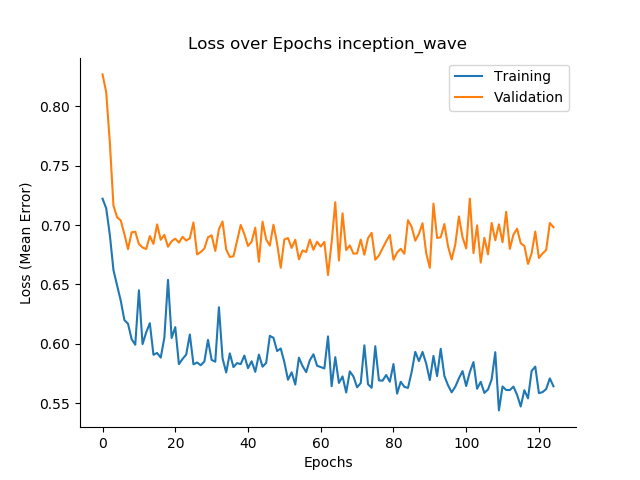 Loss over Epochs inception_wave
Training
Validation
Loss (Mean Error)
0.80
0.75
0.70
0.65
0.60
0.55
0
20
40
60
80
100
120
Epochs